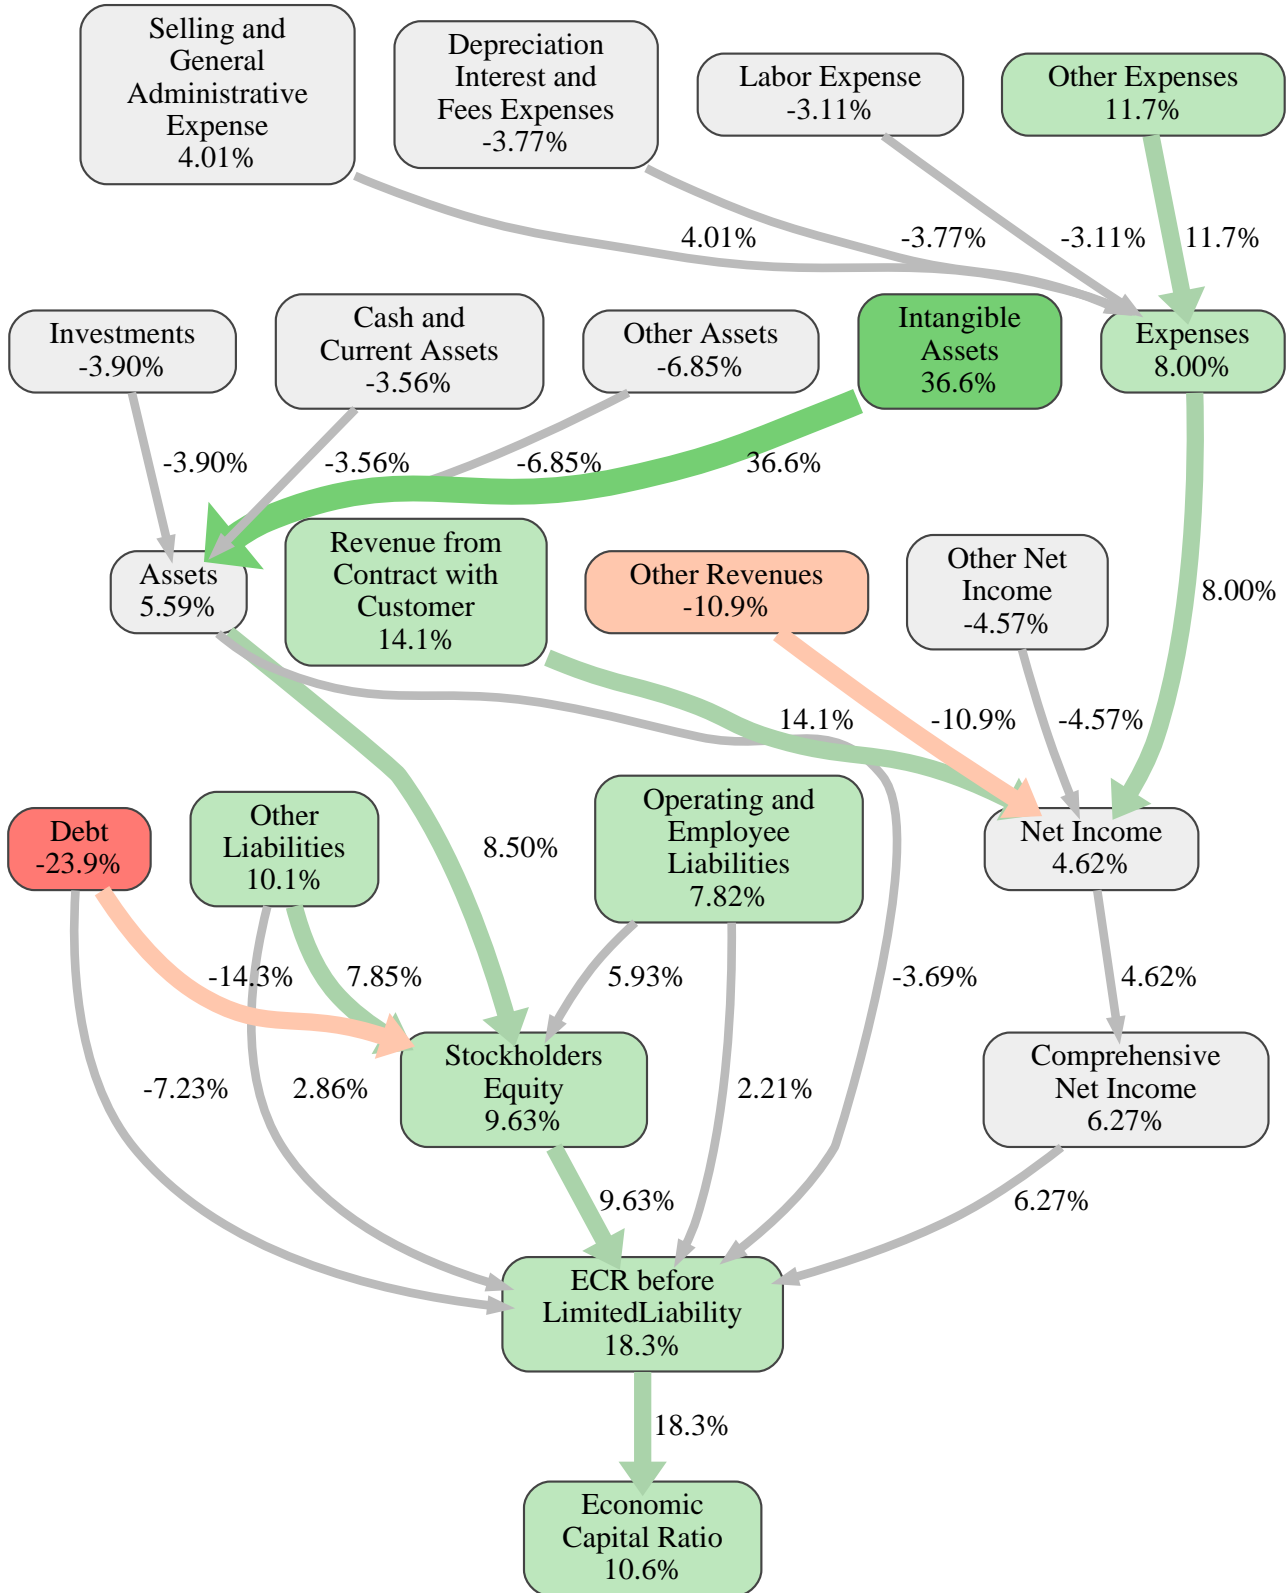 Selling and
General
Administrative
Expense
4.01%
Depreciation
Interest and
Fees Expenses
-3.77%
Labor Expense
-3.11%
Other Expenses
11.7%
4.01%
-3.77%
-3.11%
11.7%
Investments
-3.90%
Cash and
Current Assets
-3.56%
Other Assets
-6.85%
Intangible
Assets
36.6%
Expenses
8.00%
-3.90%
-3.56%
-6.85%
36.6%
Assets
5.59%
Revenue from
Contract with
Customer
14.1%
Other Revenues
-10.9%
Other Net
Income
-4.57%
8.00%
14.1%
-10.9%
-4.57%
Debt
-23.9%
Other
Liabilities
10.1%
8.50%
Operating and
Employee
Liabilities
7.82%
Net Income
4.62%
-14.3%
7.85%
5.93%
-3.69%
4.62%
Stockholders
Equity
9.63%
Comprehensive
Net Income
6.27%
-7.23%
2.86%
2.21%
9.63%
6.27%
ECR before
LimitedLiability
18.3%
18.3%
Economic
Capital Ratio
10.6%